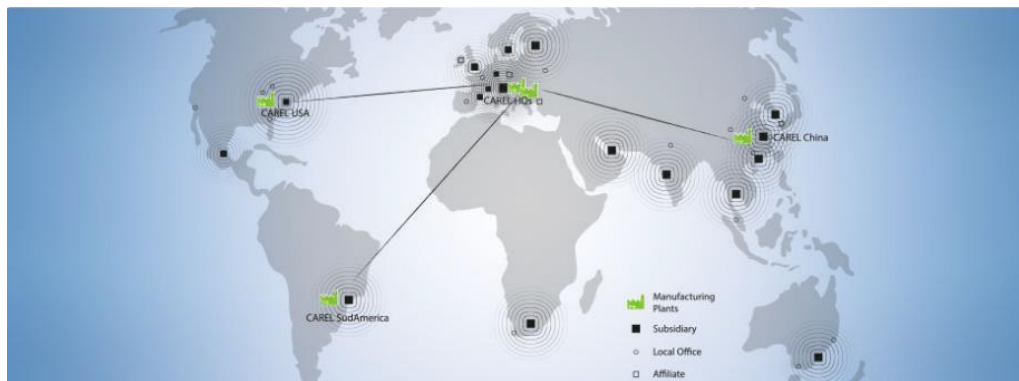 CAREL USA
CAREL HQs
CAREL China
CAREL SudAmerica
Manufacturing
Plants
Subsidiary
Local Office
Affiliate